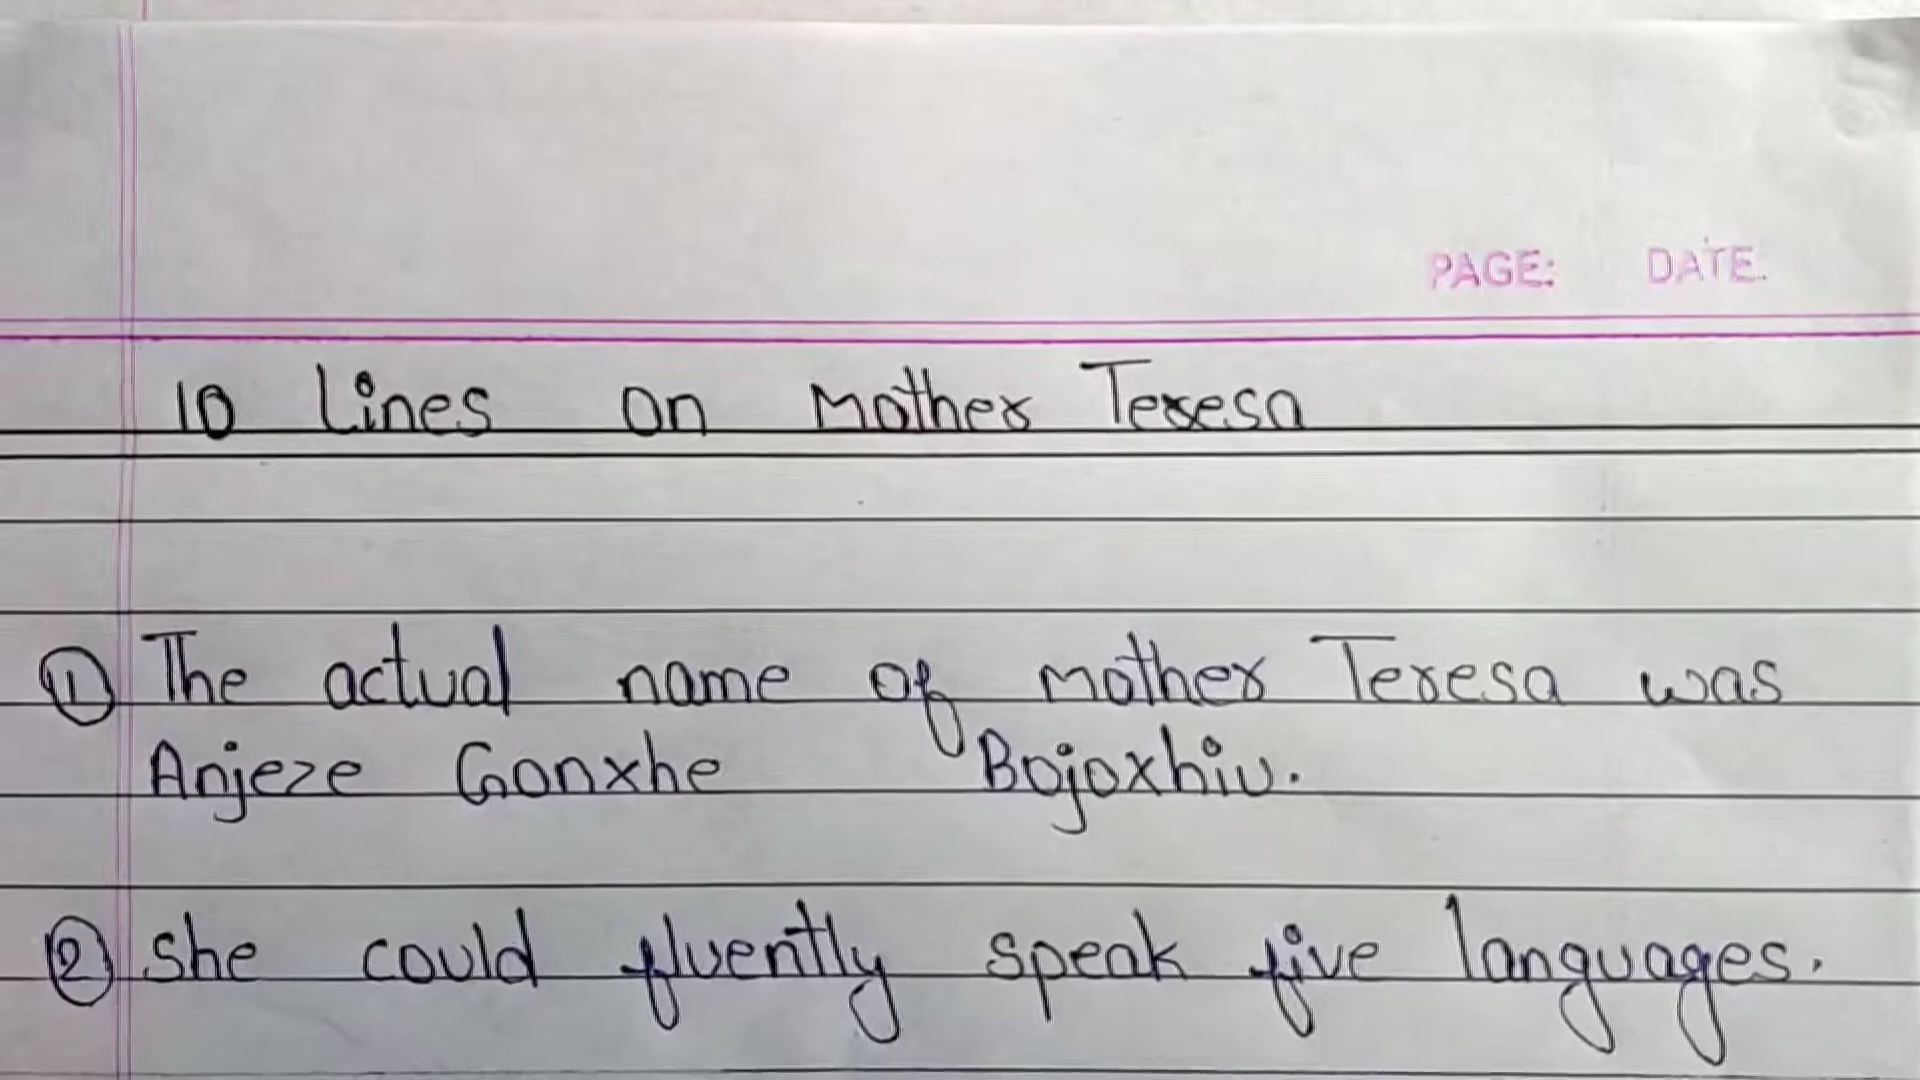 PAGE: DATE.
10 Lines on Mother Teresa
① The actual name of mother Teresa was
Anjeze Gonxhe Bojoxhiu.
② She could fluently speak five languages.